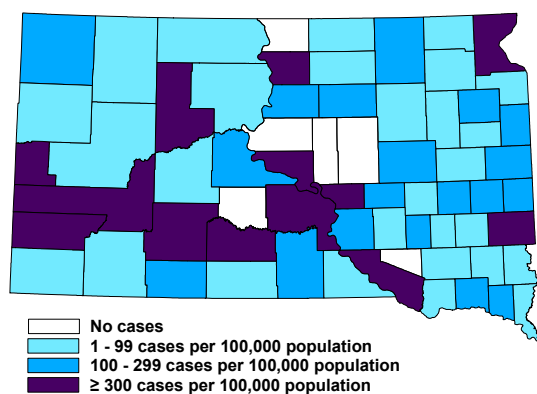 No cases
1 - 99 cases per 100,000 population
100 - 299 cases per 100,000 population
≥ 300 cases per 100,000 population